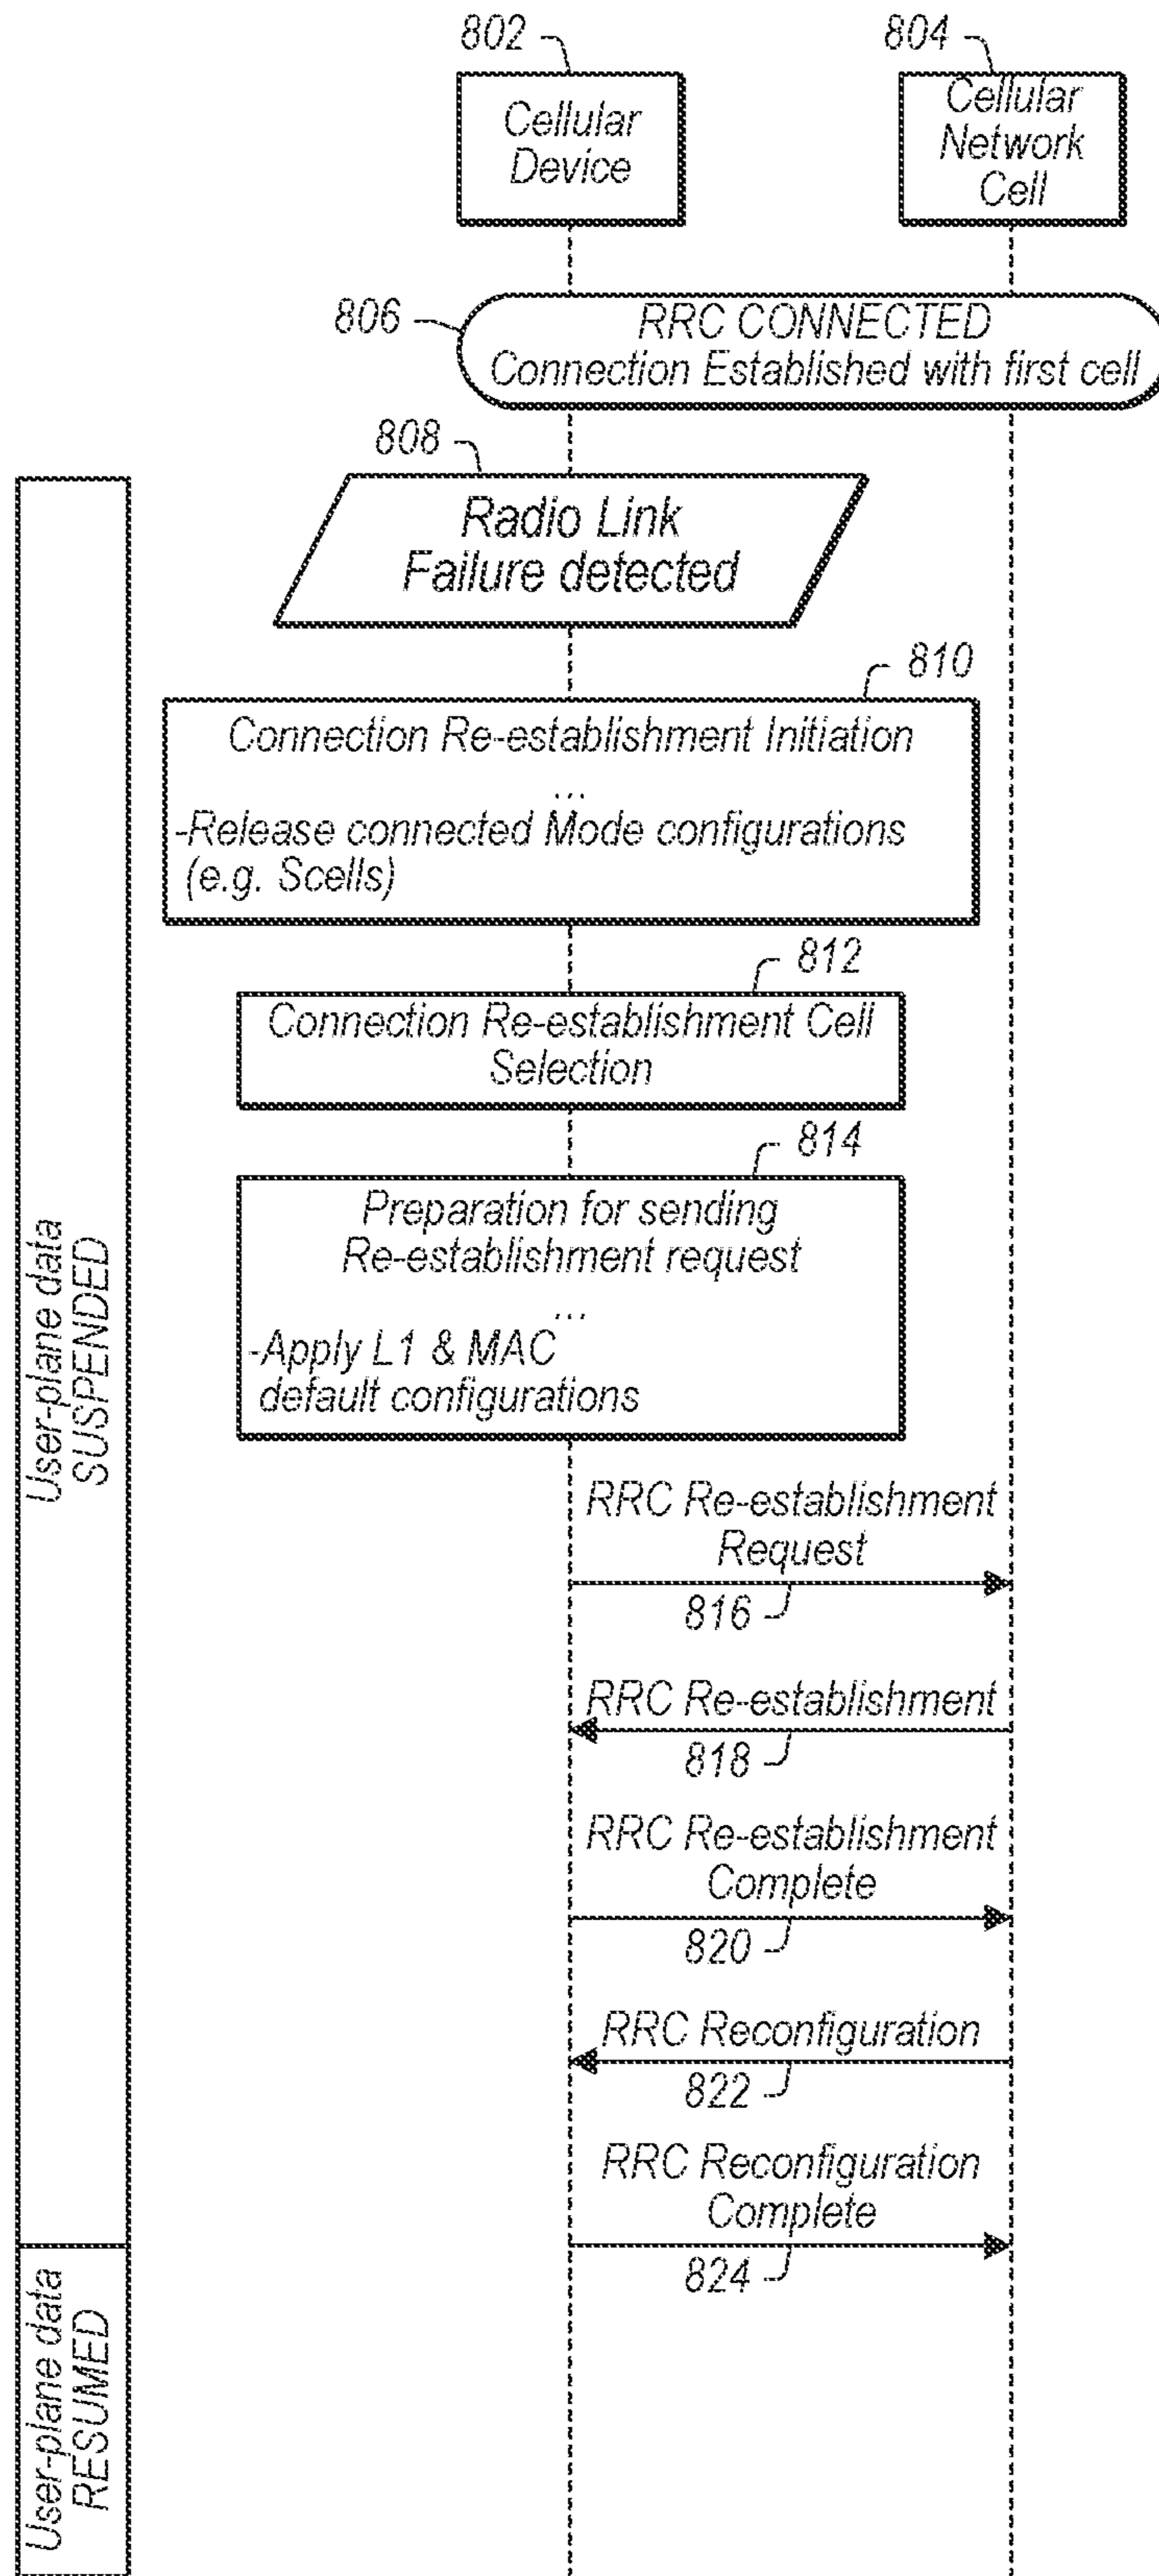 802
804
Cellular
Device
Cellular
Network
Cell
806
RRC CONNECTED
Connection Established with first cell
808
Radio Link
Failure detected
810
Connection Re-establishment Initiation
...
-Release connected Mode configurations
(e.g. Scells)
812
Connection Re-establishment Cell
Selection
814
Preparation for sending
Re-establishment request
...
-Apply L1 & MAC
default configurations
User-plane data
SUSPENDED
RRC Re-establishment
Request
816
RRC Re-establishment
818
RRC Re-establishment
Complete
820
RRC Reconfiguration
822
RRC Reconfiguration
Complete
824
User-plane data
RESUMED